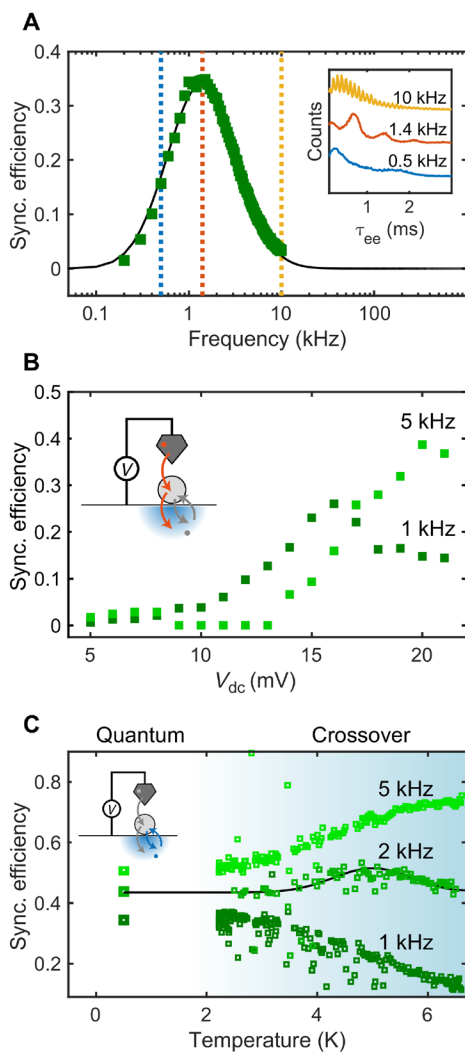 A
0.4
0.3
0.2
0.1
0
Sync. efficiency
0.1
1
10
100
Frequency (kHz)
Counts
10 kHz
1.4 kHz
0.5 kHz
1
2
τee (ms)
B
0.5
0.4
0.3
0.2
0.1
0
Sync. efficiency
V
5 kHz
1 kHz
5
10
15
20
Vdc (mV)
C
Quantum
Crossover
0.8
0.6
0.4
0.2
Sync. efficiency
V
5 kHz
2 kHz
1 kHz
0
2
4
6
Temperature (K)